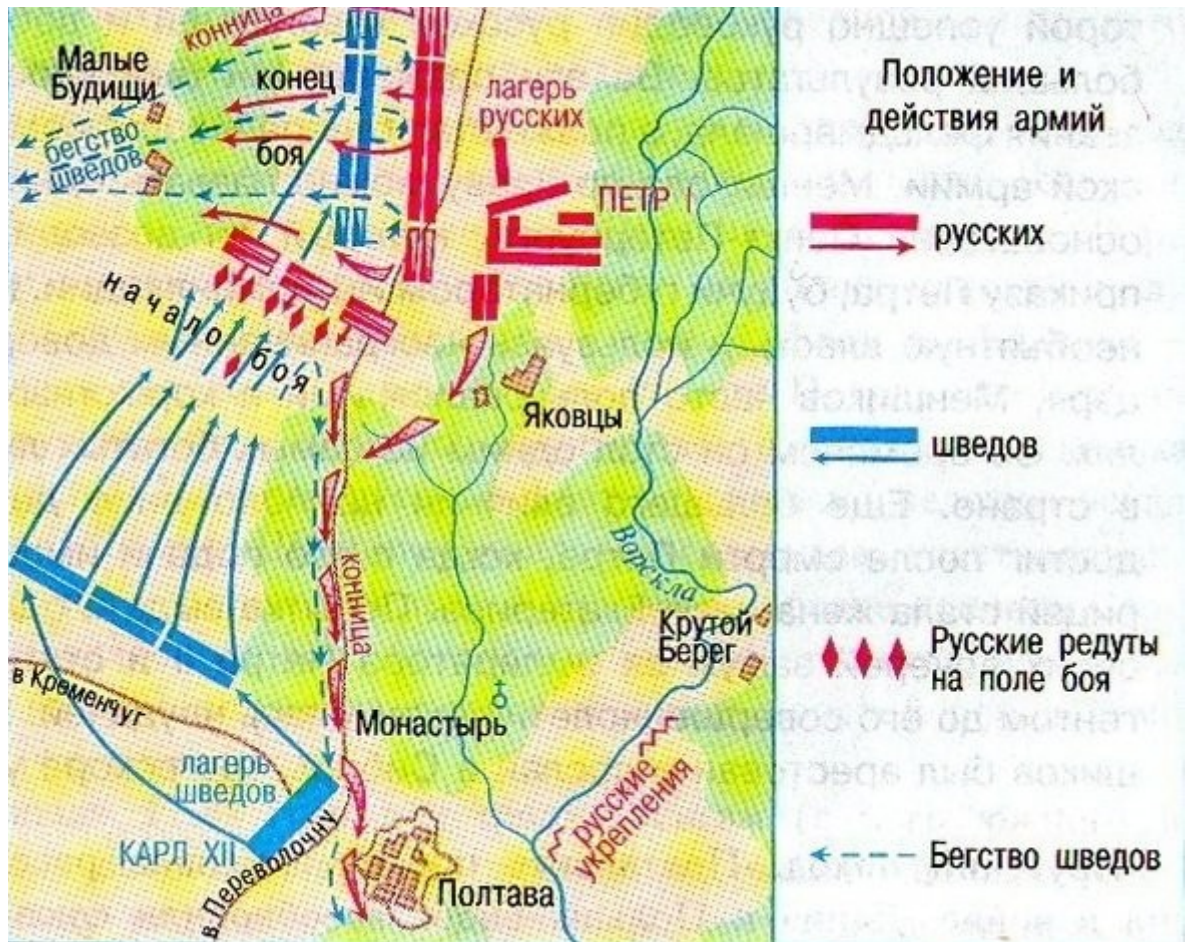 конница
Малые
Будищи
конец
боя
бегство
шведов
лагерь
русских
ПЕТР I
начало боя
Яковцы
Ворскла
конница
Крутой
Берег
в Кременчуг
Монастырь
лагерь
шведов
КАРЛ XII
в Переволочну
Полтава
русские
укрепления
Положение и
действия армий
русских
шведов
Русские редуты
на поле боя
Бегство шведов